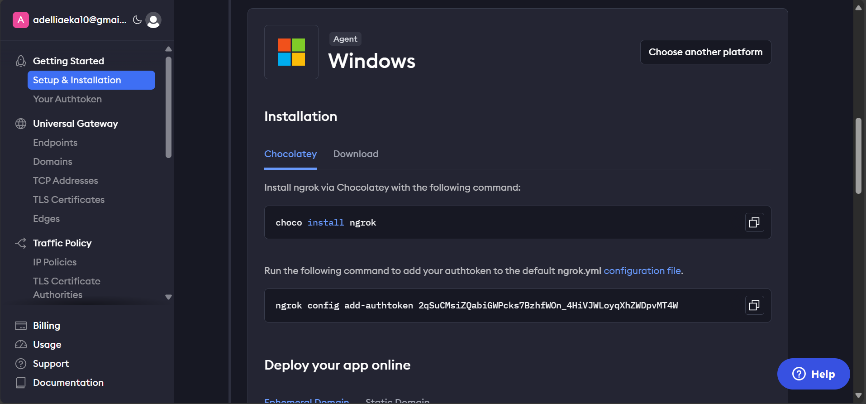 A adelliaeka10@gmai...
Getting Started
Setup & Installation
Your Authtoken
Universal Gateway
Endpoints
Domains
TCP Addresses
TLS Certificates
Edges
Traffic Policy
IP Policies
TLS Certificate
Authorities
Billing
Usage
Support
Documentation
Agent
Windows
Choose another platform
Installation
Chocolatey Download
Install ngrok via Chocolatey with the following command:
choco install ngrok
Run the following command to add your authtoken to the default ngrok.yml configuration file.
ngrok config add-authtoken 2qSuCMsiZQabiGWPcks7BzhfWOn_4HiVJWLoyqXhZWDpvMT4W
Deploy your app online
Ephemeral Domain Static Domain
Help